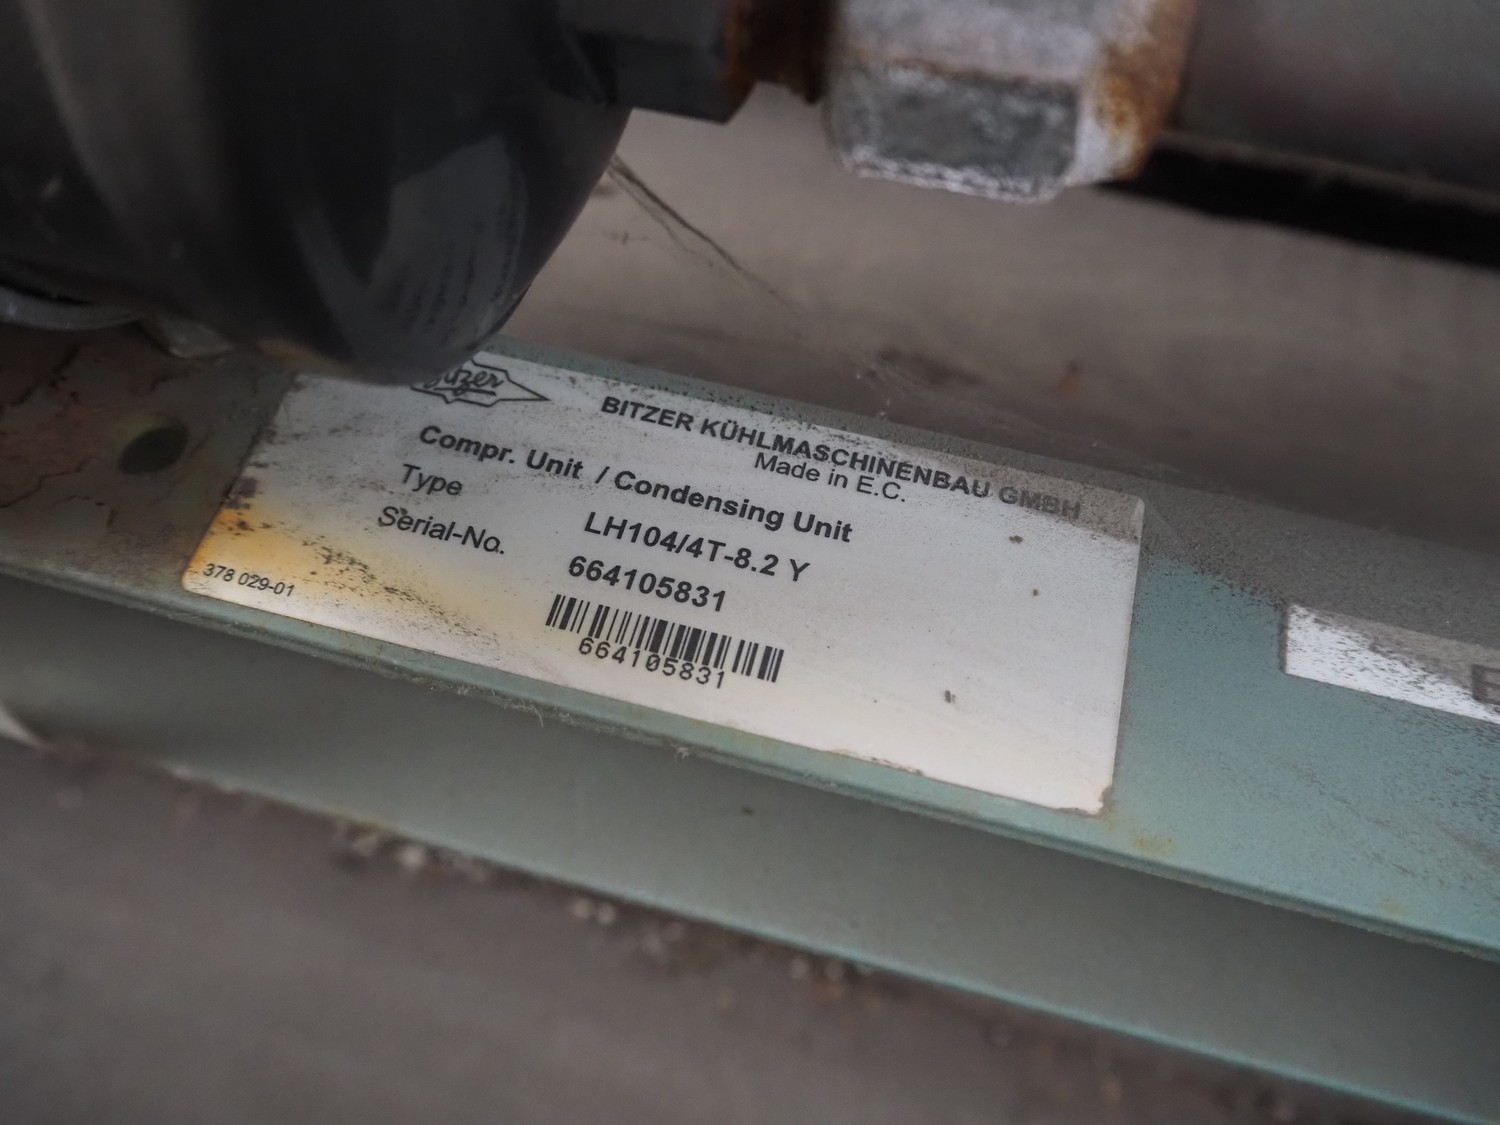 Bitzer
BITZER KÜHLMASCHINENBAU GMBH
Made in E.C.
Compr. Unit / Condensing Unit
Type LH104/4T-8.2 Y
Serial-No. 664105831
664105831
378 029-01